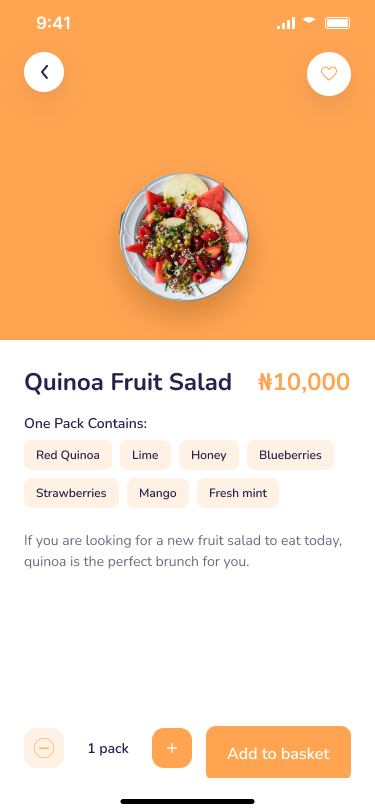 9:41
Quinoa Fruit Salad ₦10,000
One Pack Contains:
Red Quinoa Lime Honey Blueberries
Strawberries Mango Fresh mint
If you are looking for a new fruit salad to eat today,
quinoa is the perfect brunch for you.
1 pack + Add to basket